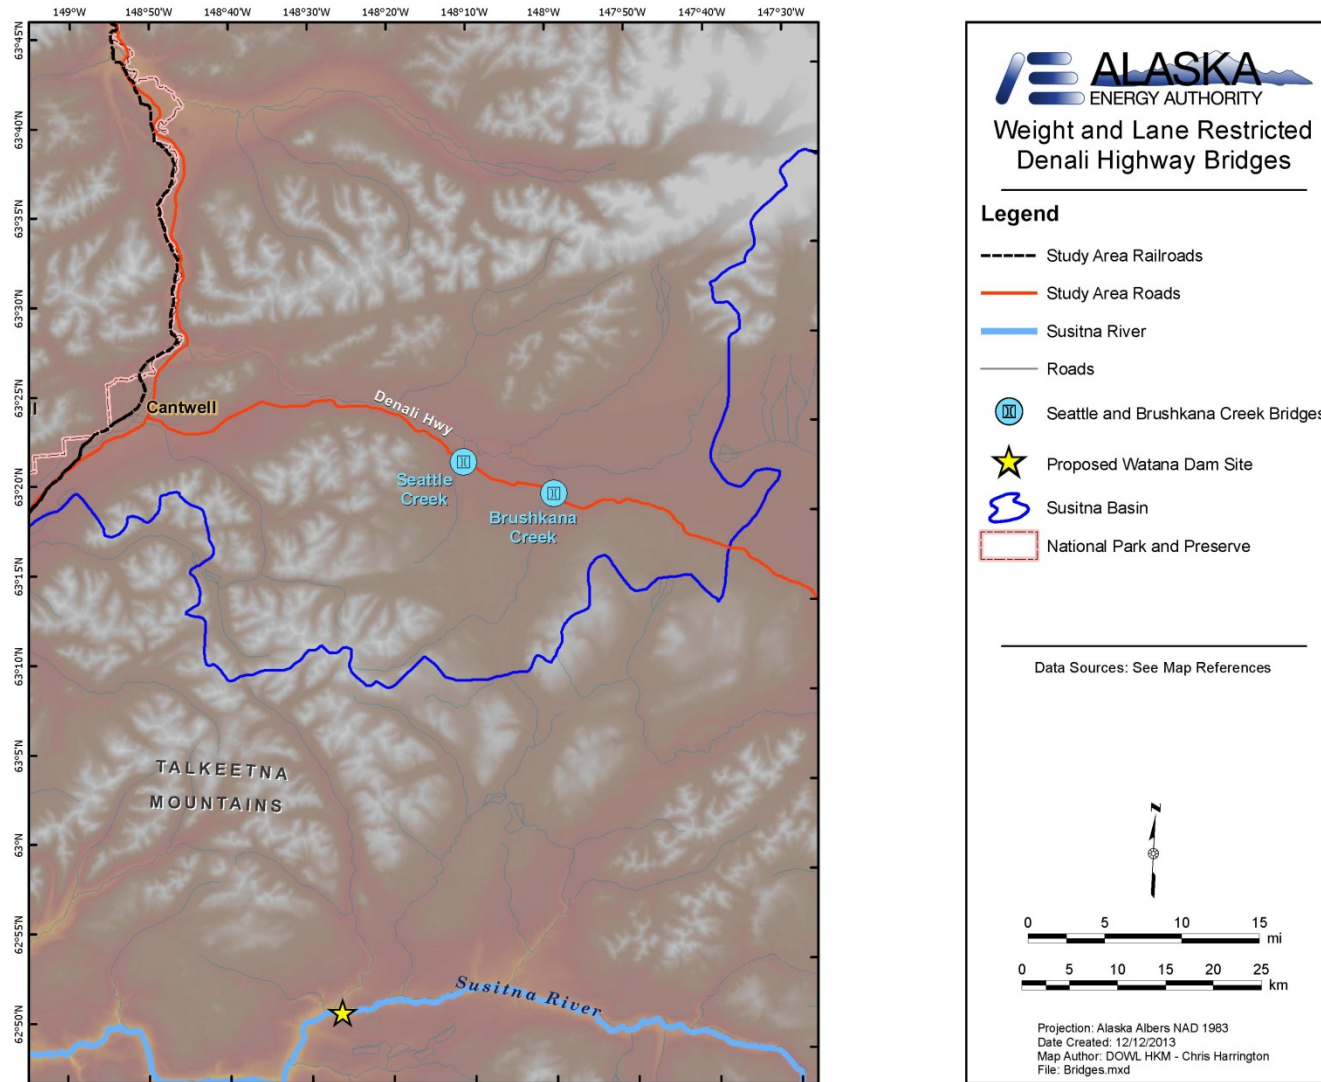 149°W 148°50'W 148°40'W 148°30'W 148°20'W 148°10'W 148°W 147°50'W 147°40'W 147°30'W
63°45'N
63°40'N
63°35'N
63°30'N
63°25'N
63°20'N
63°15'N
63°10'N
63°5'N
63°N
62°55'N
62°50'N
Cantwell
Denali Hwy
Seattle
Creek
Brushkana
Creek
TALKEETNA
MOUNTAINS
Susitna River
ALASKA
ENERGY AUTHORITY
Weight and Lane Restricted
Denali Highway Bridges
Legend
Study Area Railroads
Study Area Roads
Susitna River
Roads
Seattle and Brushkana Creek Bridges
Proposed Watana Dam Site
Susitna Basin
National Park and Preserve
Data Sources: See Map References
N
0 5 10 15
mi
0 5 10 15 20 25
km
Projection: Alaska Albers NAD 1983
Date Created: 12/12/2013
Map Author: DOWL HKM - Chris Harrington
File: Bridges.mxd